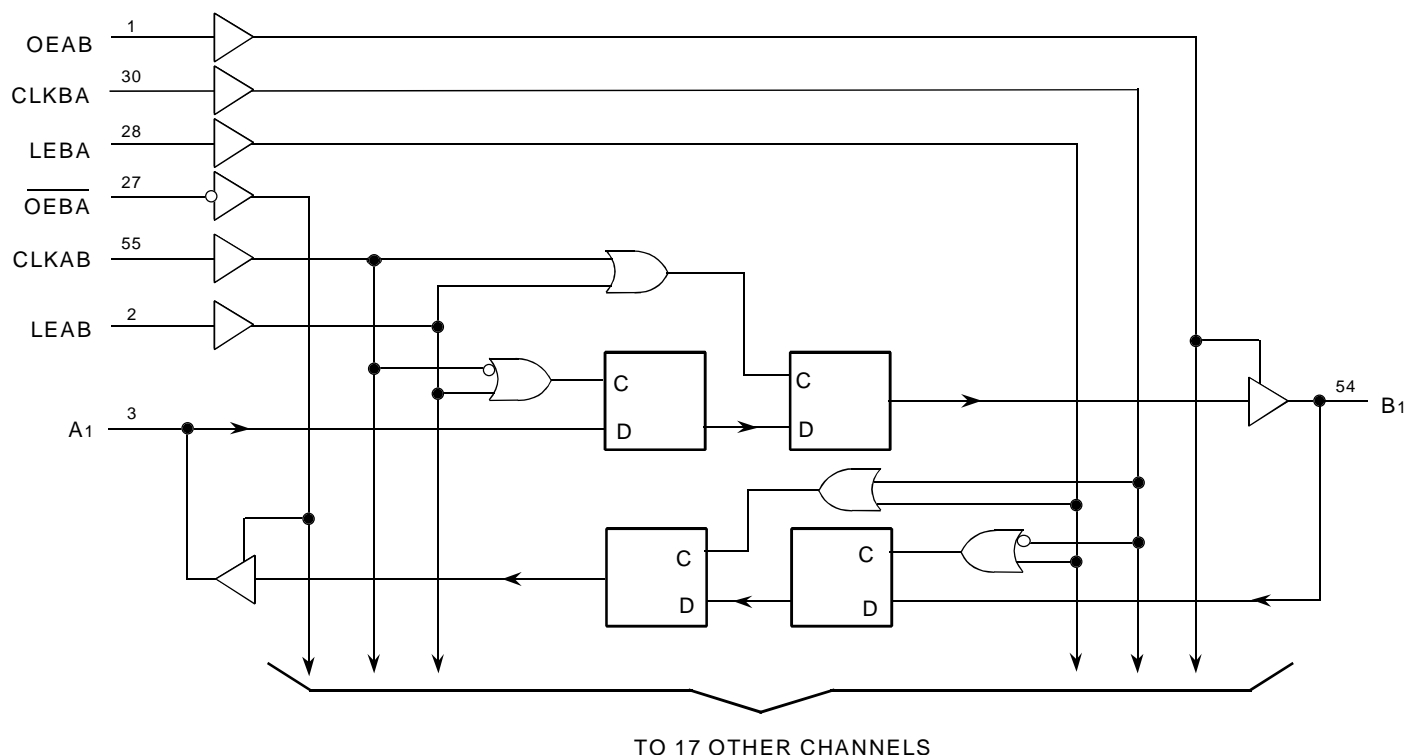 OEAB 1
CLKBA 30
LEBA 28
OEBA 27
CLKAB 55
LEAB 2
C
C
54
B1
A1 3
D
D
C
C
D
D
TO 17 OTHER CHANNELS